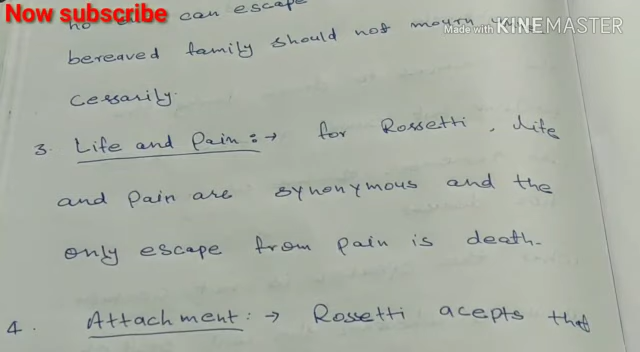 Now subscribe
no can escape
Made with KINEMASTER
bereaved family should not mourn
cessarily.
3. Life and Pain :→ for Rossetti, life
and pain are synonymous and the
only escape from pain is death.
4. Attachment :→ Rossetti acepts that